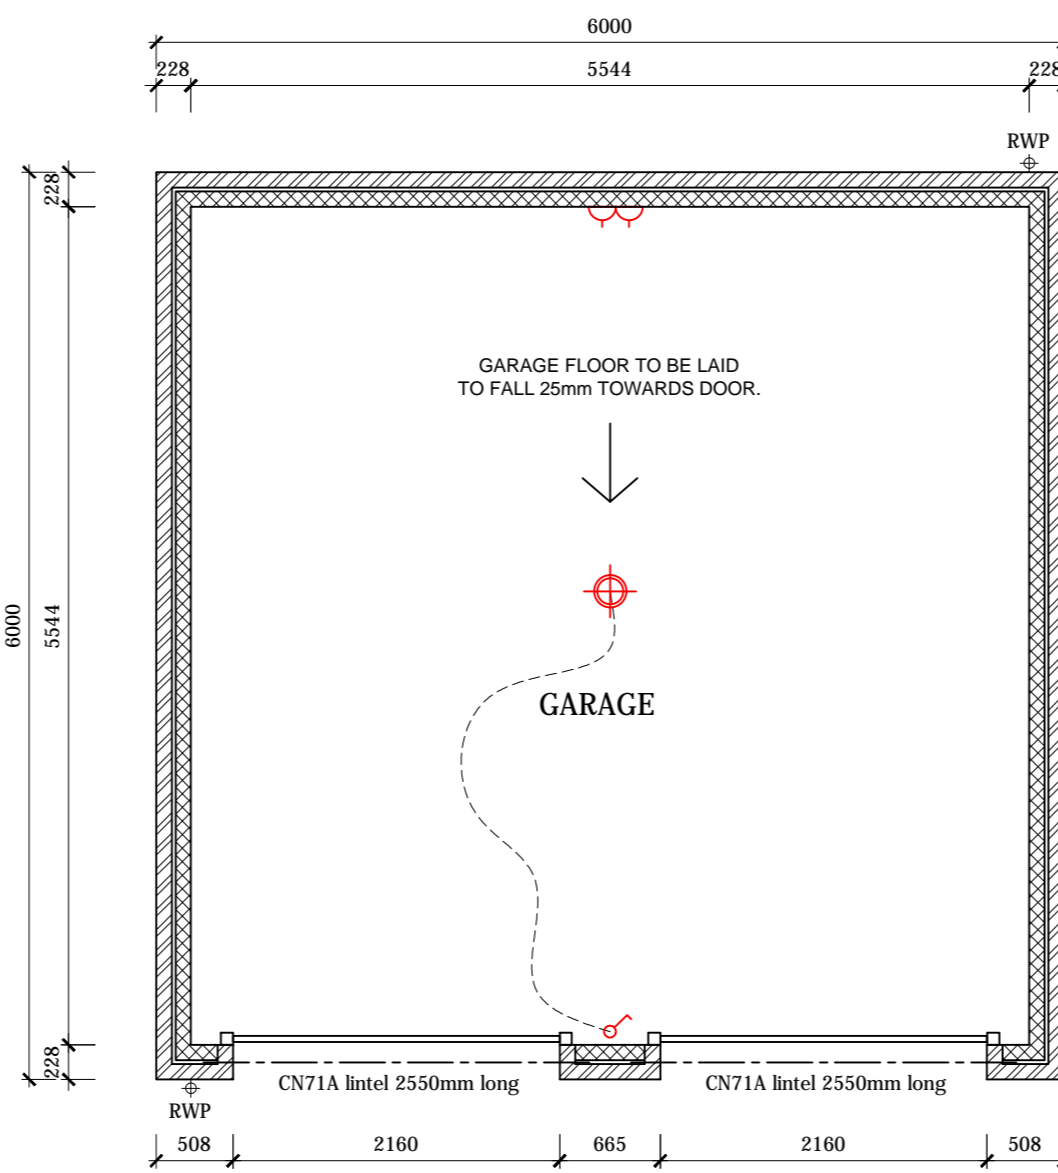 6000
228
5544
228
RWP
228
GARAGE FLOOR TO BE LAID
TO FALL 25mm TOWARDS DOOR.
6000
5544
GARAGE
228
CN71A lintel 2550mm long
CN71A lintel 2550mm long
RWP
508
2160
665
2160
508